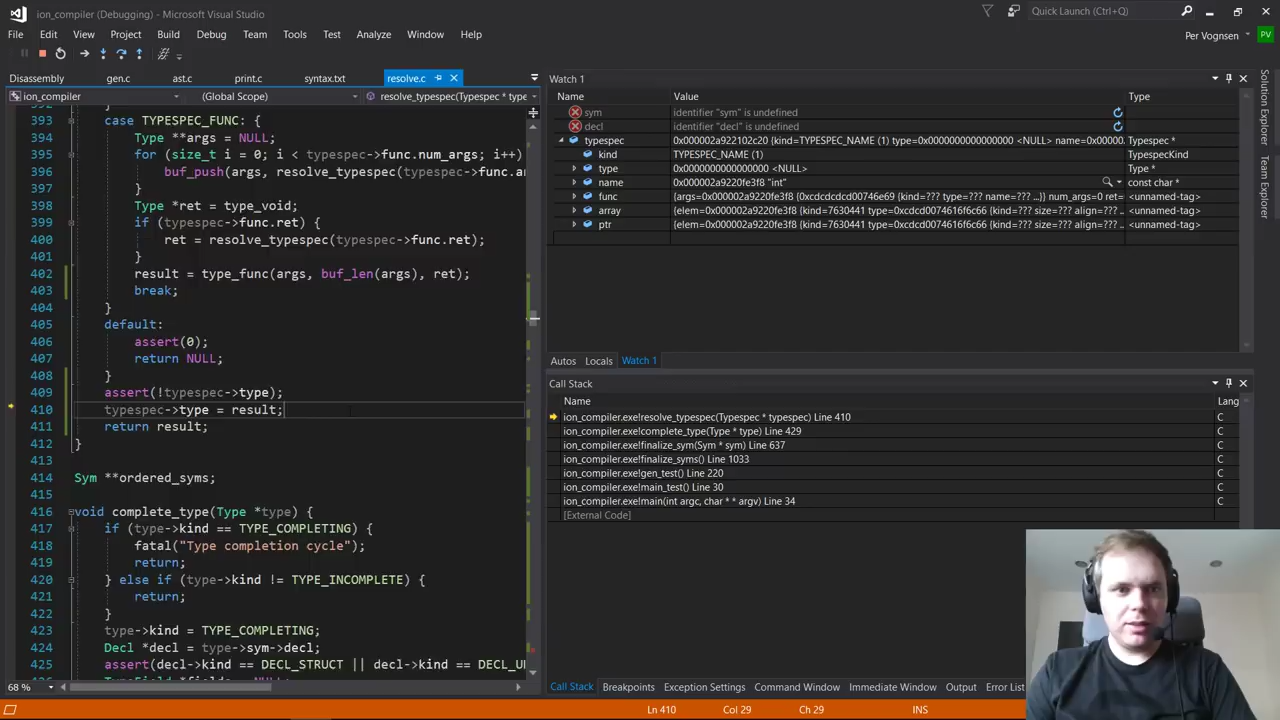 ion_compiler (Debugging) - Microsoft Visual Studio
Quick Launch (Ctrl+Q)
File Edit View Project Build Debug Team Tools Test Analyze Window Help
Per Vognsen PV
Disassembly gen.c ast.c print.c syntax.txt resolve.c
ion_compiler (Global Scope) resolve_typespec(Typespec * type
393 case TYPESPEC_FUNC: {
394 Type **args = NULL;
395 for (size_t i = 0; i < typespec->func.num_args; i++)
396 buf_push(args, resolve_typespec(typespec->func.ar
397 }
398 Type *ret = type_void;
399 if (typespec->func.ret) {
400 ret = resolve_typespec(typespec->func.ret);
401 }
402 result = type_func(args, buf_len(args), ret);
403 break;
404 }
405 default:
406 assert(0);
407 return NULL;
408 }
409 assert(!typespec->type);
410 typespec->type = result;
411 return result;
412 }
413
414 Sym **ordered_syms;
415
416 void complete_type(Type *type) {
417 if (type->kind == TYPE_COMPLETING) {
418 fatal("Type completion cycle");
419 return;
420 } else if (type->kind != TYPE_INCOMPLETE) {
421 return;
422 }
423 type->kind = TYPE_COMPLETING;
424 Decl *decl = type->sym->decl;
425 assert(decl->kind == DECL_STRUCT || decl->kind == DECL_U
68 %
Watch 1
Name Value Type
sym identifier "sym" is undefined
decl identifier "decl" is undefined
typespec 0x000002a922102c20 {kind=TYPESPEC_NAME (1) type=0x0000000000000000 <NULL> name=0x000002... Typespec *
kind TYPESPEC_NAME (1) TypespecKind
type 0x0000000000000000 <NULL> Type *
name 0x000002a9220fe3f8 "int" const char *
func {args=0x000002a9220fe3f8 {0xcdcdcdcd00746e69 {kind=??? type=??? name=??? ...}} num_args=0 ret=... <unnamed-tag>
array {elem=0x000002a9220fe3f8 {kind=7630441 type=0xcdcd0074616f6c66 {kind=??? size=??? align=??? ... <unnamed-tag>
ptr {elem=0x000002a9220fe3f8 {kind=7630441 type=0xcdcd0074616f6c66 {kind=??? size=??? align=??? ... <unnamed-tag>
Autos Locals Watch 1
Call Stack
Name Lang
ion_compiler.exe!resolve_typespec(Typespec * typespec) Line 410 C
ion_compiler.exe!complete_type(Type * type) Line 429 C
ion_compiler.exe!finalize_sym(Sym * sym) Line 637 C
ion_compiler.exe!finalize_syms() Line 1033 C
ion_compiler.exe!gen_test() Line 220 C
ion_compiler.exe!main_test() Line 30 C
ion_compiler.exe!main(int argc, char * * argv) Line 34 C
[External Code]
Call Stack Breakpoints Exception Settings Command Window Immediate Window Output Error List
Solution Explorer Team Explorer
Ln 410 Col 29 Ch 29 INS